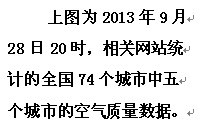 上图为 2013 年 9 月
28 日 20 时，相关网站统
计的全国 74 个城市中五
个城市的空气质量数据。